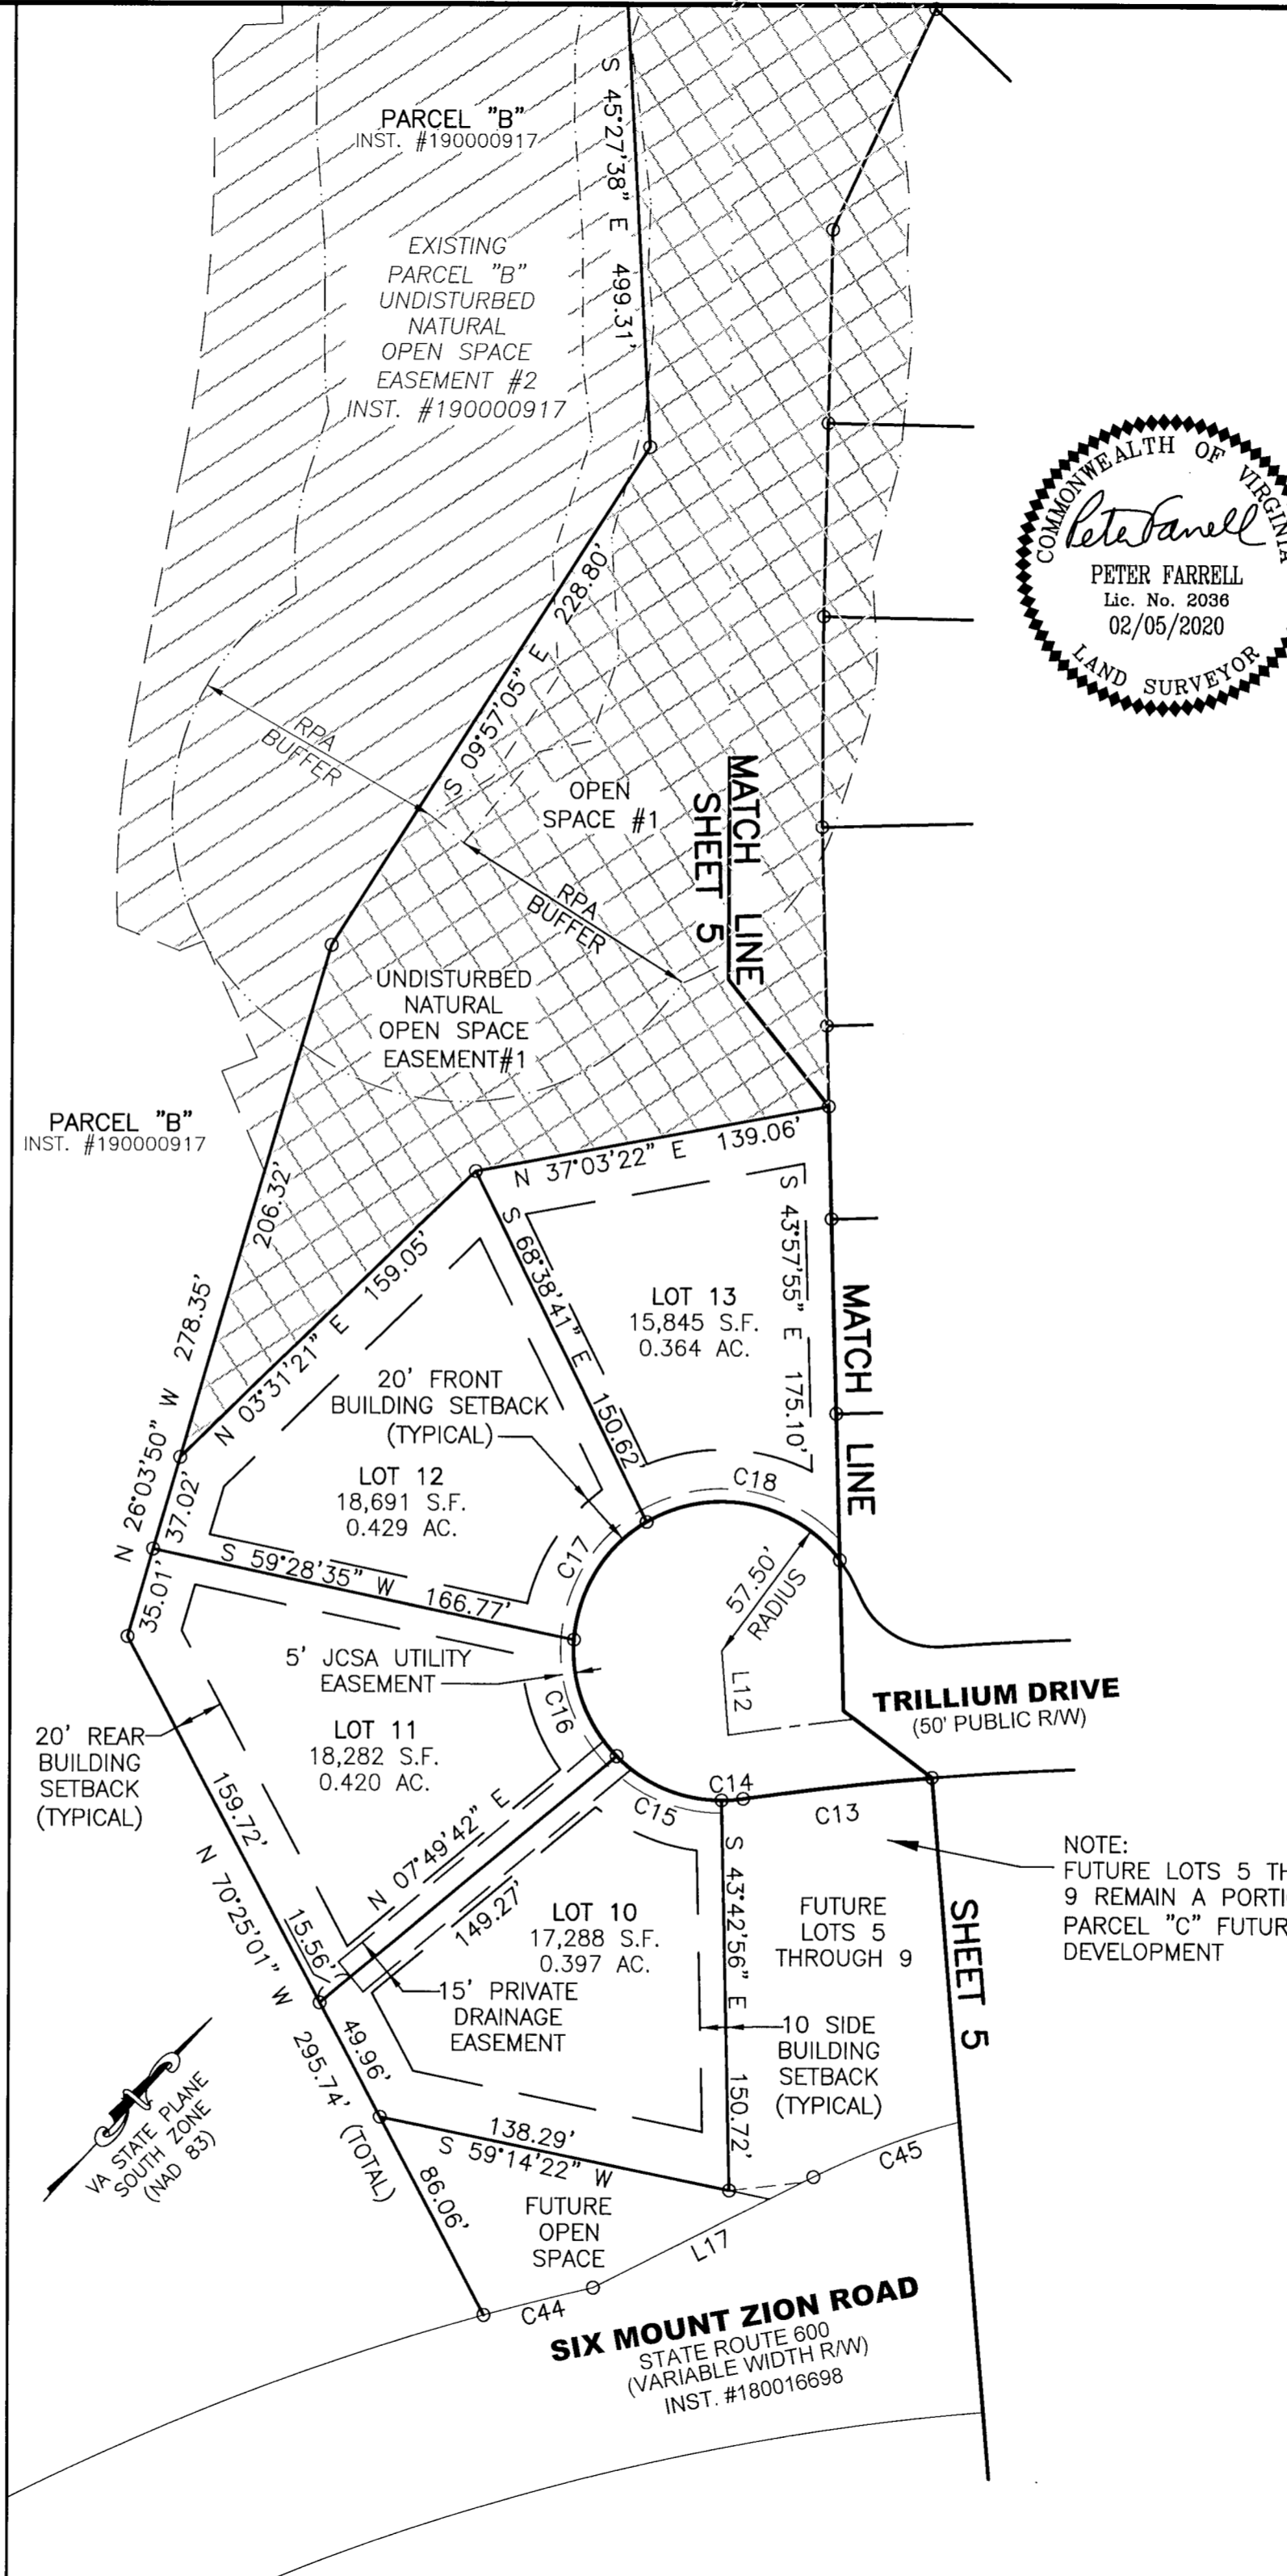 PARCEL "B"
INST. #190000917
S 45°27'38" E 499.31'
EXISTING
PARCEL "B"
UNDISTURBED
NATURAL
OPEN SPACE
EASEMENT #2
INST. #190000917
COMMONWEALTH OF VIRGINIA
Peter Farrell
PETER FARRELL
Lic. No. 2036
02/05/2020
LAND SURVEYOR
S 09°57'05" E 228.80'
RPA
BUFFER
OPEN
SPACE #1
MATCH LINE
SHEET 5
RPA
BUFFER
UNDISTURBED
NATURAL
OPEN SPACE
EASEMENT#1
PARCEL "B"
INST. #190000917
206.32'
N 26°03'50" W 278.35'
N 37°03'22" E 139.06'
N 03°31'21" E 159.05'
S 68°38'41" E 150.62'
S 43°57'55" E 175.10'
LOT 13
15,845 S.F.
0.364 AC.
MATCH LINE
20' FRONT
BUILDING SETBACK
(TYPICAL)
LOT 12
18,691 S.F.
0.429 AC.
37.02'
35.01'
S 59°28'35" W 166.77'
C18
C17
57.50'
RADIUS
L12
TRILLIUM DRIVE
(50' PUBLIC R/W)
5' JCSA UTILITY
EASEMENT
C16
LOT 11
18,282 S.F.
0.420 AC.
20' REAR
BUILDING
SETBACK
(TYPICAL)
159.72'
N 70°25'01" W 295.74' (TOTAL)
15.56'
N 07°49'42" E
149.27'
C15
C14
C13
NOTE:
FUTURE LOTS 5 TH
9 REMAIN A PORTI
PARCEL "C" FUTUR
DEVELOPMENT
LOT 10
17,288 S.F.
0.397 AC.
S 43°42'56" E 150.72'
FUTURE
LOTS 5
THROUGH 9
SHEET 5
15' PRIVATE
DRAINAGE
EASEMENT
10 SIDE
BUILDING
SETBACK
(TYPICAL)
49.96'
VA STATE PLANE
SOUTH ZONE
(NAD 83)
138.29'
S 59°14'22" W
86.06'
FUTURE
OPEN
SPACE
C45
L17
C44
SIX MOUNT ZION ROAD
STATE ROUTE 600
(VARIABLE WIDTH R/W)
INST. #180016698